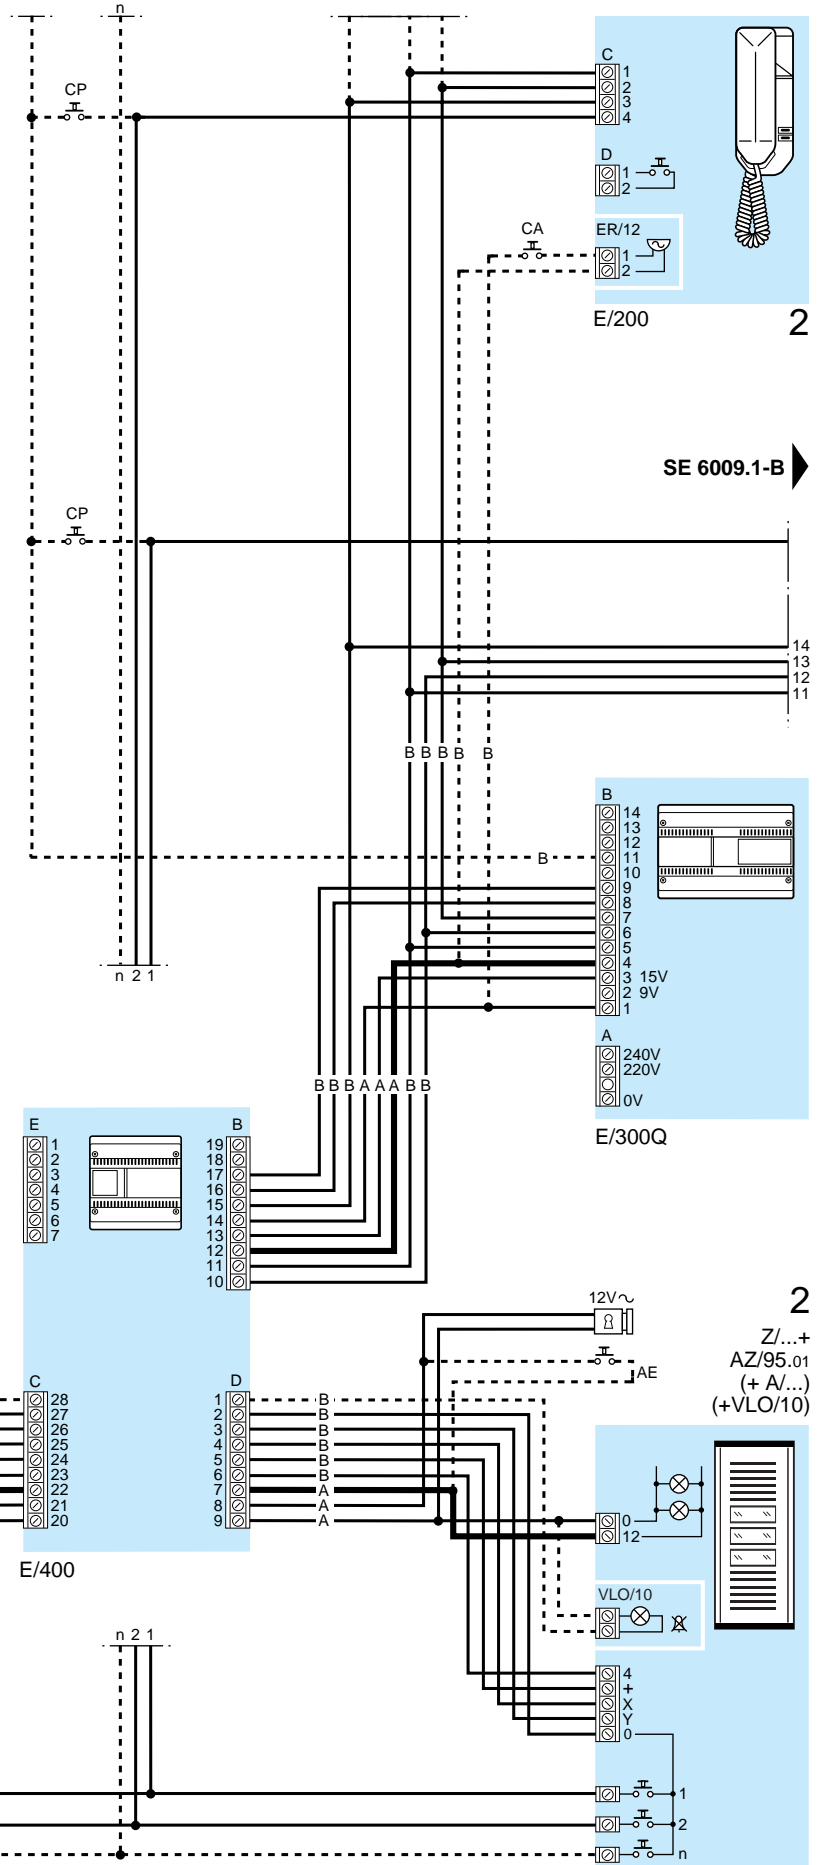 n
CP
C
1
2
3
4
D
1
2
CA
ER/12
1
2
E/200
2
SE 6009.1-B
CP
14
13
12
11
B B B B B
B
14
13
12
11
10
9
8
7
6
5
4
3 15V
2 9V
1
B
n 2 1
A
240V
220V
0V
E/300Q
B B B A A A B B
E
1
2
3
4
5
6
7
B
19
18
17
16
15
14
13
12
11
10
12V~
2
Z/...+
AZ/95.01
(+ A/...)
(+VLO/10)
AE
C
28
27
26
25
24
23
22
21
20
D
1
2
3
4
5
6
7
8
9
B
B
B
B
B
B
A
A
A
E/400
0
12
VLO/10
n 2 1
4
+
X
Y
0
1
2
n